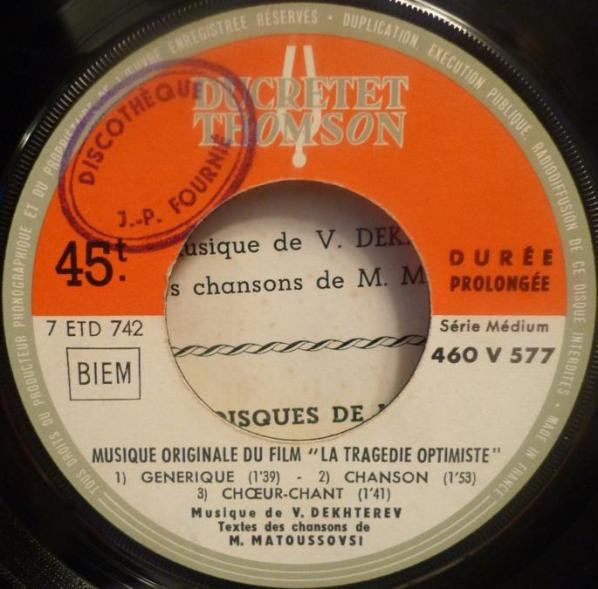 TOUS DROITS DU PRODUCTEUR PHONOGRAPHIQUE ET DU PROPRIÉTAIRE DE L'ŒUVRE ENREGISTRÉE RÉSERVÉS • DUPLICATION, EXECUTION PUBLIQUE, RADIODIFFUSION DE CE DISQUE INTERDITES • MADE IN FRANCE
DUCRETET
THOMSON
DISCOTHÈQUE
J.-P. FOURNIÉ
45t.
DURÉE
PROLONGÉE
usique de V. DEK
s chansons de M. M
DISQUES DE
7 ETD 742
BIEM
Série Médium
460 V 577
MUSIQUE ORIGINALE DU FILM "LA TRAGEDIE OPTIMISTE"
1) GENERIQUE (1'39) - 2) CHANSON (1'53)
3) CHŒUR-CHANT (1'41)
Musique de V. DEKHTEREV
Textes des chansons de
M. MATOUSSOVSI